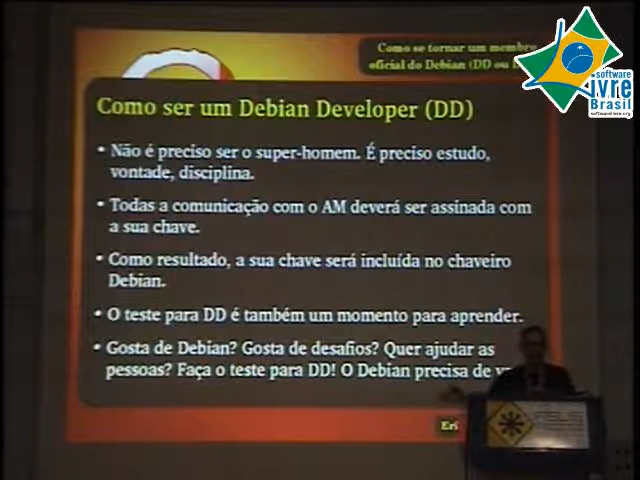 Como se tornar um membro
oficial do Debian (DD ou
software
livre
Brasil
softwarelivre.org
Como ser um Debian Developer (DD)
• Não é preciso ser o super-homem. É preciso estudo,
vontade, disciplina.
• Todas a comunicação com o AM deverá ser assinada com
a sua chave.
• Como resultado, a sua chave será incluída no chaveiro
Debian.
• O teste para DD é também um momento para aprender.
• Gosta de Debian? Gosta de desafios? Quer ajudar as
pessoas? Faça o teste para DD! O Debian precisa de
Eri